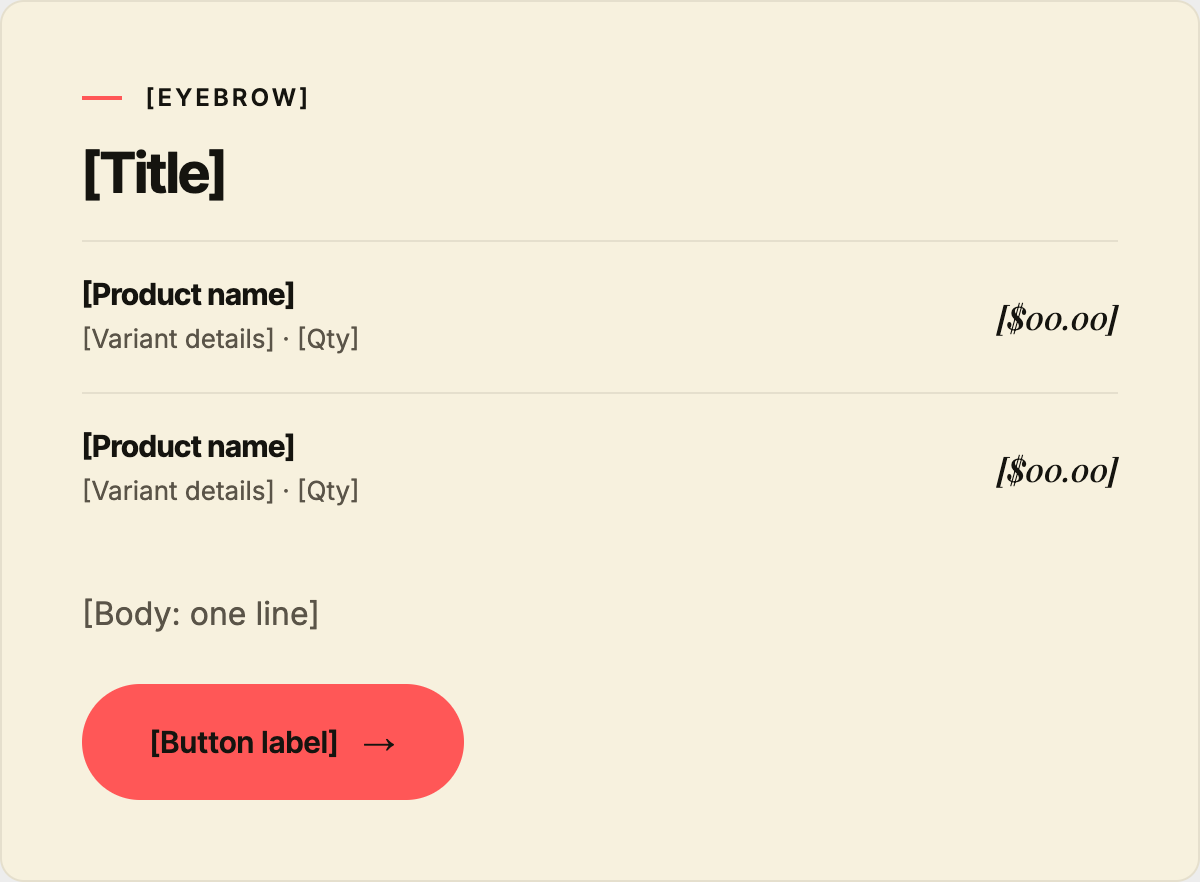 [EYEBROW]
[Title]
[Product name]
[Variant details] · [Qty]
[$00.00]
[Product name]
[Variant details] · [Qty]
[$00.00]
[Body: one line]
[Button label] →